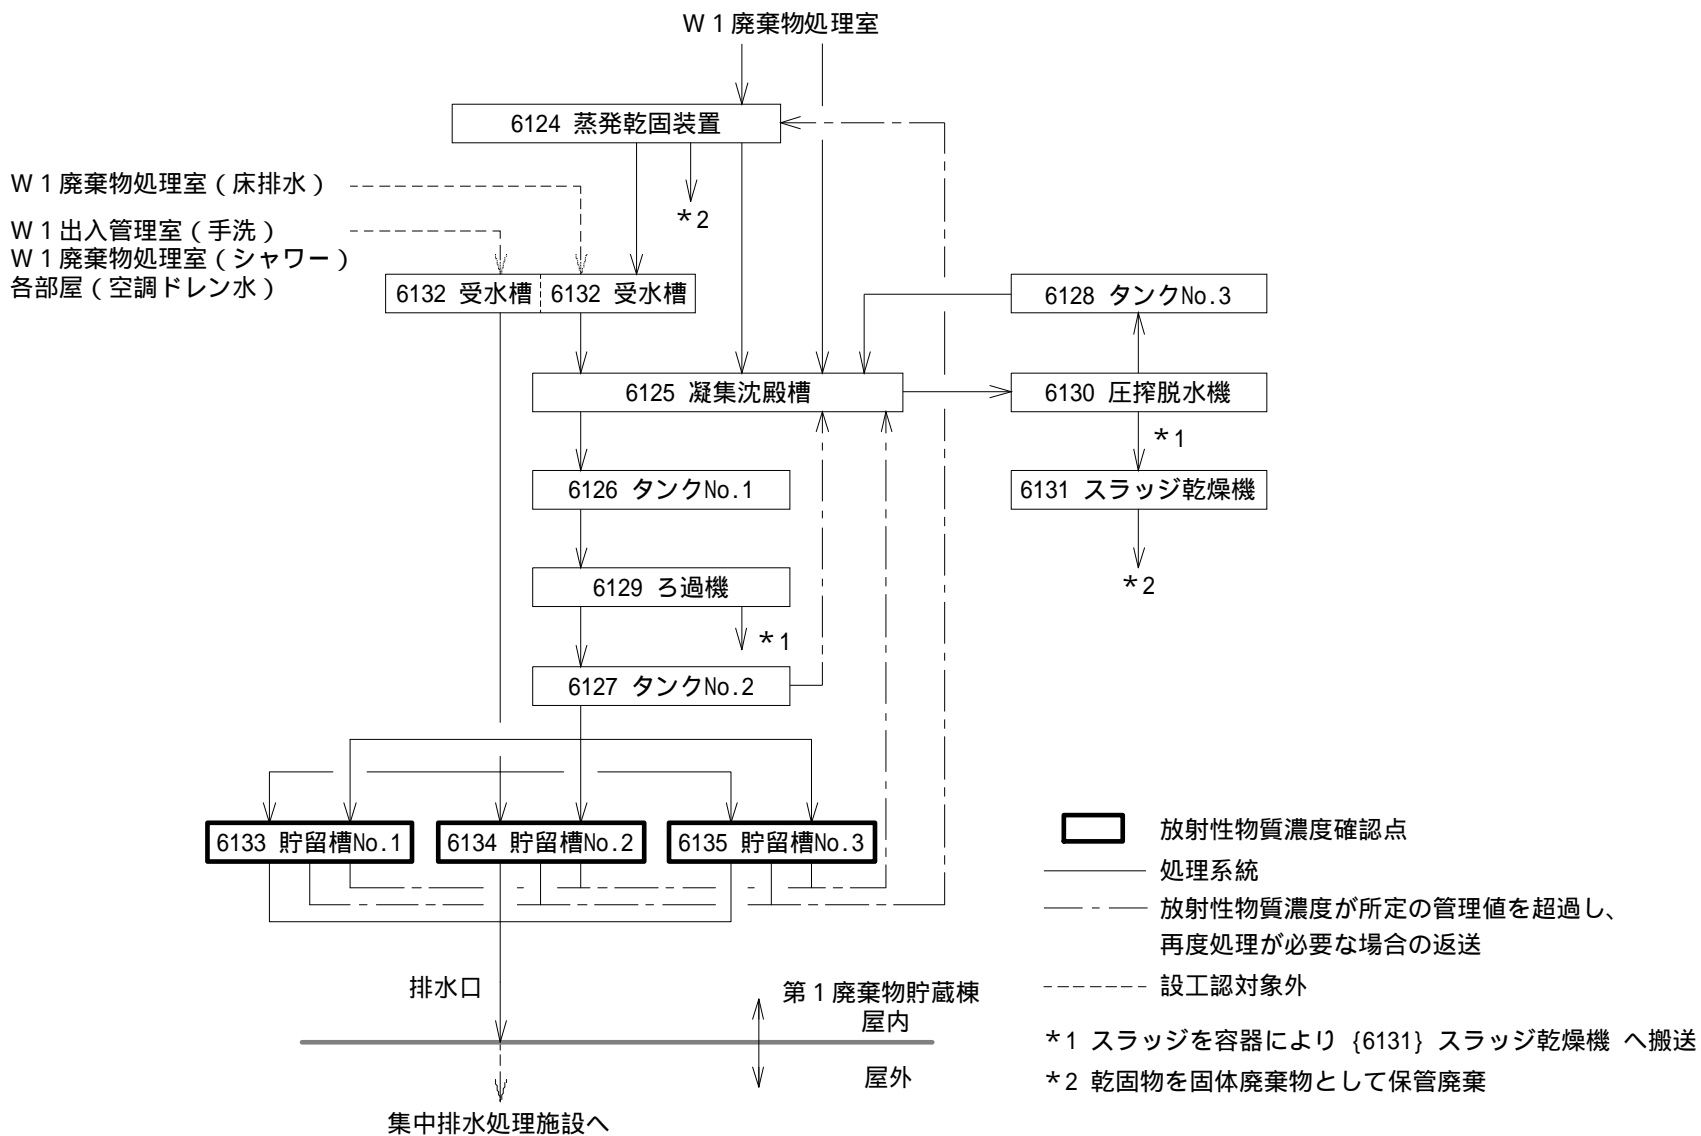 W1廃棄物処理室
6124 蒸発乾固装置
W1廃棄物処理室(床排水)
*2
W1出入管理室(手洗)
W1廃棄物処理室(シャワー)
各部屋(空調ドレン水)
6132 受水槽
6132 受水槽
6128 タンクNo.3
6125 凝集沈殿槽
6130 圧搾脱水機
*1
6126 タンクNo.1
6131 スラッジ乾燥機
6129 ろ過機
*2
*1
6127 タンクNo.2
6133 貯留槽No.1
6134 貯留槽No.2
6135 貯留槽No.3
放射性物質濃度確認点
処理系統
放射性物質濃度が所定の管理値を超過し、
再度処理が必要な場合の返送
設工認対象外
排水口
第1廃棄物貯蔵棟
屋内
屋外
*1 スラッジを容器により {6131} スラッジ乾燥機 へ搬送
*2 乾固物を固体廃棄物として保管廃棄
集中排水処理施設へ